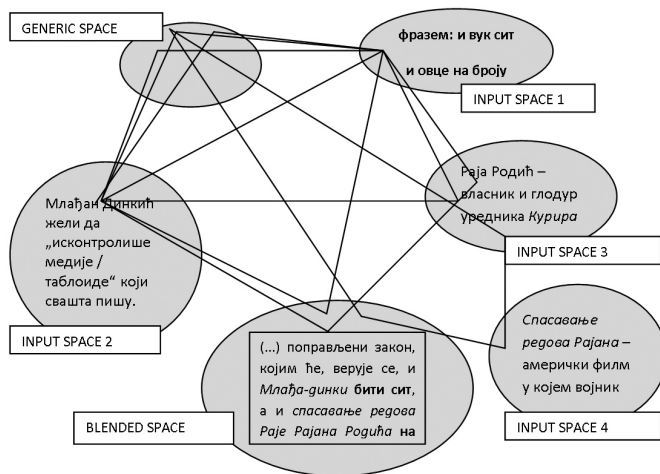 GENERIC SPACE
фразем: и вук сит
и овце на броју
INPUT SPACE 1
Млађан Динкић
жели да
„исконтролише
медије /
таблоиде“ који
свашта пишу.
INPUT SPACE 2
Раја Родић –
власник и глодур
уредника Курира
INPUT SPACE 3
Спасавање
редова Рајана –
амерички филм
у којем војник
INPUT SPACE 4
(...) поправљени закон,
којим ће, верује се, и
Млађа-динки бити сит,
а и спасавање редова
Раје Рајана Родића на
BLENDED SPACE